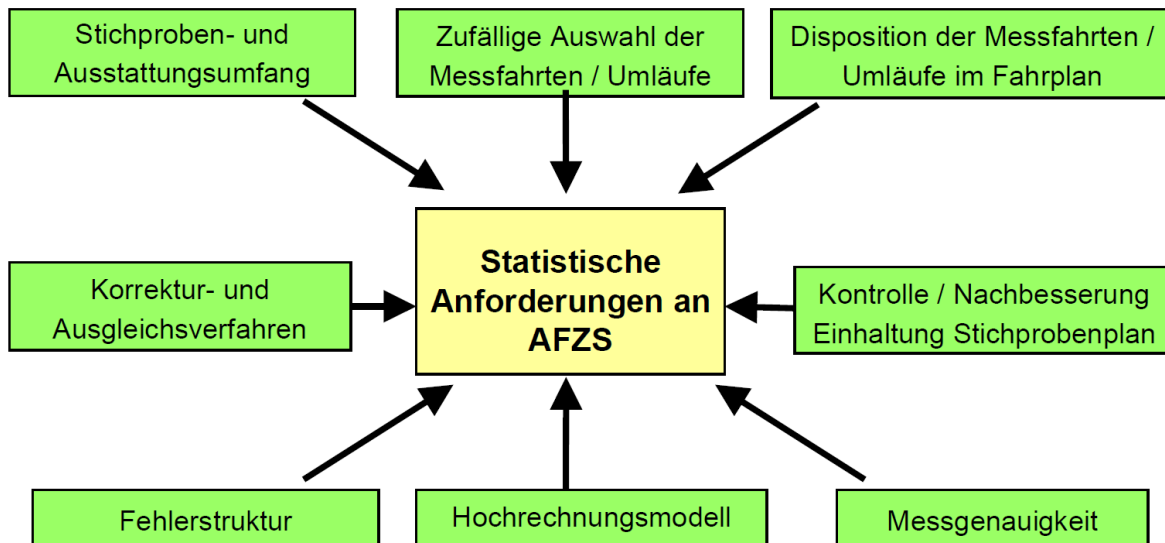 Stichproben- und
Ausstattungsumfang
Zufällige Auswahl der
Messfahrten / Umläufe
Disposition der Messfahrten /
Umläufe im Fahrplan
Korrektur- und
Ausgleichsverfahren
Statistische
Anforderungen an
AFZS
Kontrolle / Nachbesserung
Einhaltung Stichprobenplan
Fehlerstruktur
Hochrechnungsmodell
Messgenauigkeit